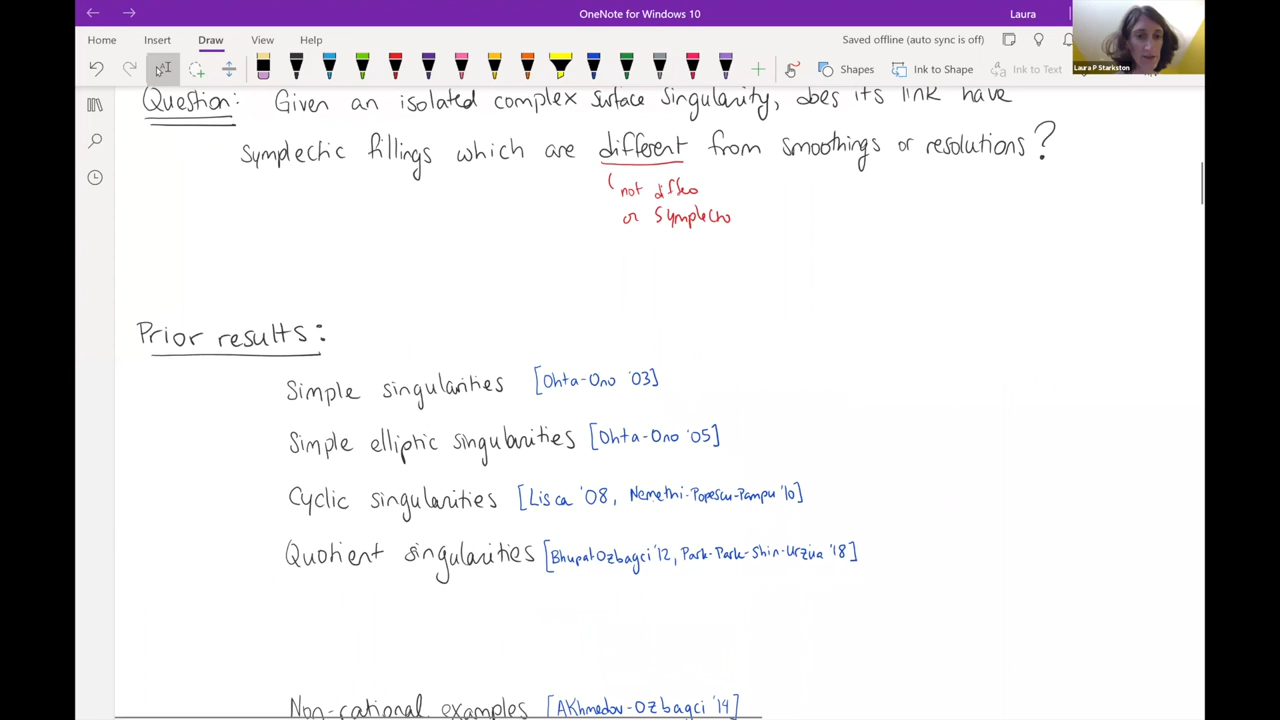 OneNote for Windows 10
Laura
Home Insert Draw View Help
Saved offline (auto sync is off)
Shapes
Ink to Shape
Ink to Text
Laura P Starkston
Question: Given an isolated complex surface singularity, does its link have
symplectic fillings which are different from smoothings or resolutions?
not diffeo
or symplecto
Prior results:
Simple singularities [Ohta-Ono '03]
Simple elliptic singularities [Ohta-Ono '05]
Cyclic singularities [Lisca '08, Nemethi-Popescu-Pampu '10]
Quotient singularities [Bhupal Ozbagci '12, Park-Park-Shin-Urzua '18]
Non-rational examples [Akhmedov-Ozbagci '14]